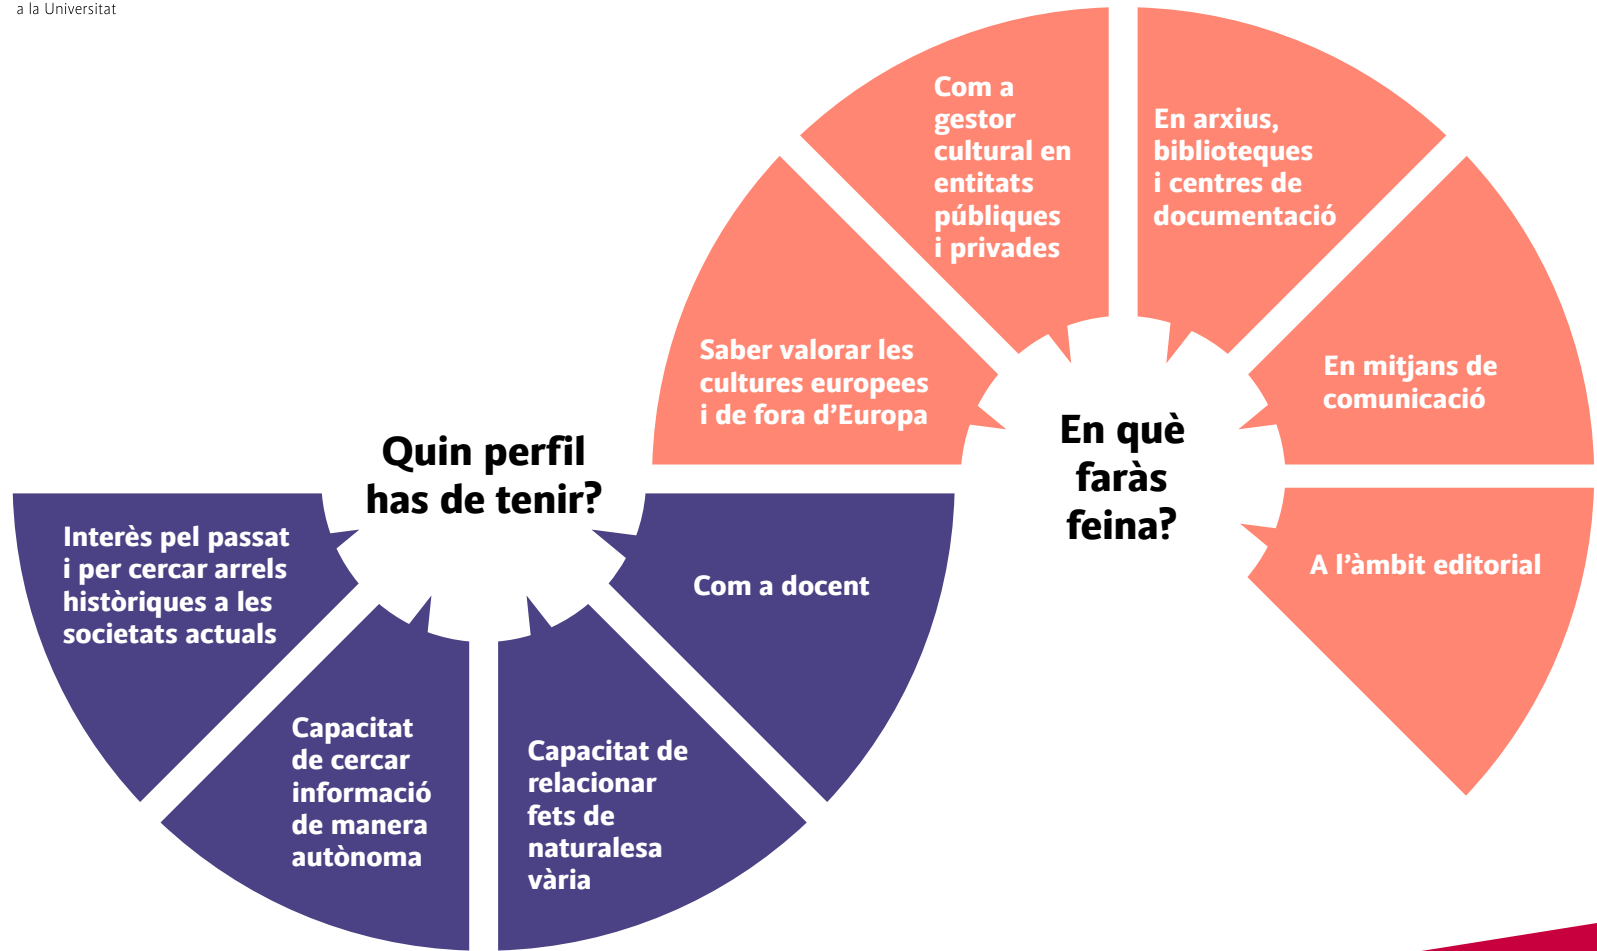 a la Universitat
Quin perfil
has de tenir?
Interès pel passat
i per cercar arrels
històriques a les
societats actuals
Capacitat
de cercar
informació
de manera
autònoma
Capacitat de
relacionar
fets de
naturalesa
vària
Com a docent
Saber valorar les
cultures europees
i de fora d’Europa
Com a
gestor
cultural en
entitats
públiques
i privades
En arxius,
biblioteques
i centres de
documentació
En mitjans de
comunicació
A l’àmbit editorial
En què
faràs
feina?